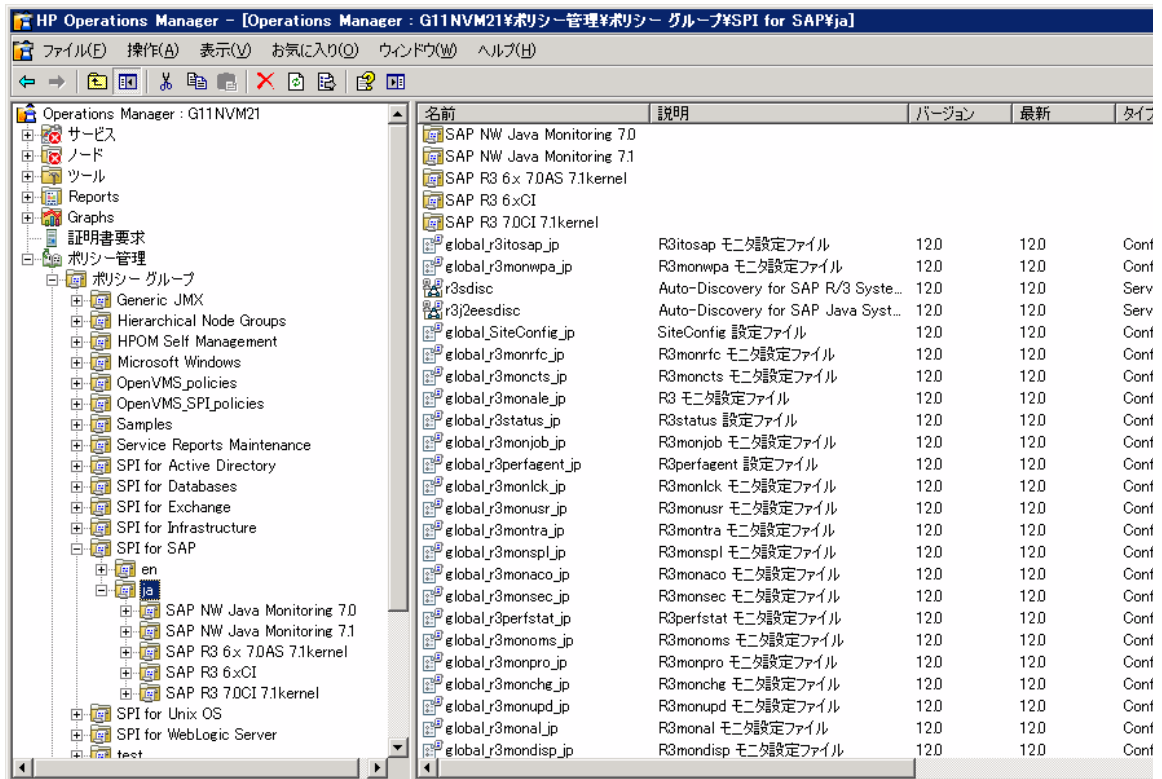 HP Operations Manager - [Operations Manager : G11NVM21¥ポリシー管理¥ポリシー グループ¥SPI for SAP¥ja]
ファイル(F) 操作(A) 表示(V) お気に入り(O) ウィンドウ(W) ヘルプ(H)
Operations Manager : G11NVM21
サービス
ノード
ツール
Reports
Graphs
証明書要求
ポリシー管理
ポリシー グループ
Generic JMX
Hierarchical Node Groups
HPOM Self Management
Microsoft Windows
OpenVMS_policies
OpenVMS_SPI_policies
Samples
Service Reports Maintenance
SPI for Active Directory
SPI for Databases
SPI for Exchange
SPI for Infrastructure
SPI for SAP
en
ja
SAP NW Java Monitoring 7.0
SAP NW Java Monitoring 7.1
SAP R3 6.x 7.0AS 7.1kernel
SAP R3 6.xCI
SAP R3 7.0CI 7.1kernel
SPI for Unix OS
SPI for WebLogic Server
test
名前 説明 バージョン 最新 タイプ
SAP NW Java Monitoring 7.0
SAP NW Java Monitoring 7.1
SAP R3 6.x 7.0AS 7.1kernel
SAP R3 6.xCI
SAP R3 7.0CI 7.1kernel
global_r3itosap_jp R3itosap モニタ設定ファイル 12.0 12.0 Conf
global_r3monwpa_jp R3monwpa モニタ設定ファイル 12.0 12.0 Conf
r3sdisc Auto-Discovery for SAP R/3 Syste... 12.0 12.0 Serv
r3j2eesdisc Auto-Discovery for SAP Java Syst... 12.0 12.0 Serv
global_SiteConfig_jp SiteConfig 設定ファイル 12.0 12.0 Conf
global_r3monrfc_jp R3monrfc モニタ設定ファイル 12.0 12.0 Conf
global_r3moncts_jp R3moncts モニタ設定ファイル 12.0 12.0 Conf
global_r3monale_jp R3 モニタ設定ファイル 12.0 12.0 Conf
global_r3status_jp R3status 設定ファイル 12.0 12.0 Conf
global_r3monjob_jp R3monjob モニタ設定ファイル 12.0 12.0 Conf
global_r3perfagent_jp R3perfagent 設定ファイル 12.0 12.0 Conf
global_r3monlck_jp R3monlck モニタ設定ファイル 12.0 12.0 Conf
global_r3monusr_jp R3monusr モニタ設定ファイル 12.0 12.0 Conf
global_r3montra_jp R3montra モニタ設定ファイル 12.0 12.0 Conf
global_r3monspl_jp R3monspl モニタ設定ファイル 12.0 12.0 Conf
global_r3monaco_jp R3monaco モニタ設定ファイル 12.0 12.0 Conf
global_r3monsec_jp R3monsec モニタ設定ファイル 12.0 12.0 Conf
global_r3perfstat_jp R3perfstat モニタ設定ファイル 12.0 12.0 Conf
global_r3monoms_jp R3monoms モニタ設定ファイル 12.0 12.0 Conf
global_r3monpro_jp R3monpro モニタ設定ファイル 12.0 12.0 Conf
global_r3monchg_jp R3monchg モニタ設定ファイル 12.0 12.0 Conf
global_r3monupd_jp R3monupd モニタ設定ファイル 12.0 12.0 Conf
global_r3monal_jp R3monal モニタ設定ファイル 12.0 12.0 Conf
global_r3mondisp_jp R3mondisp モニタ設定ファイル 12.0 12.0 Conf